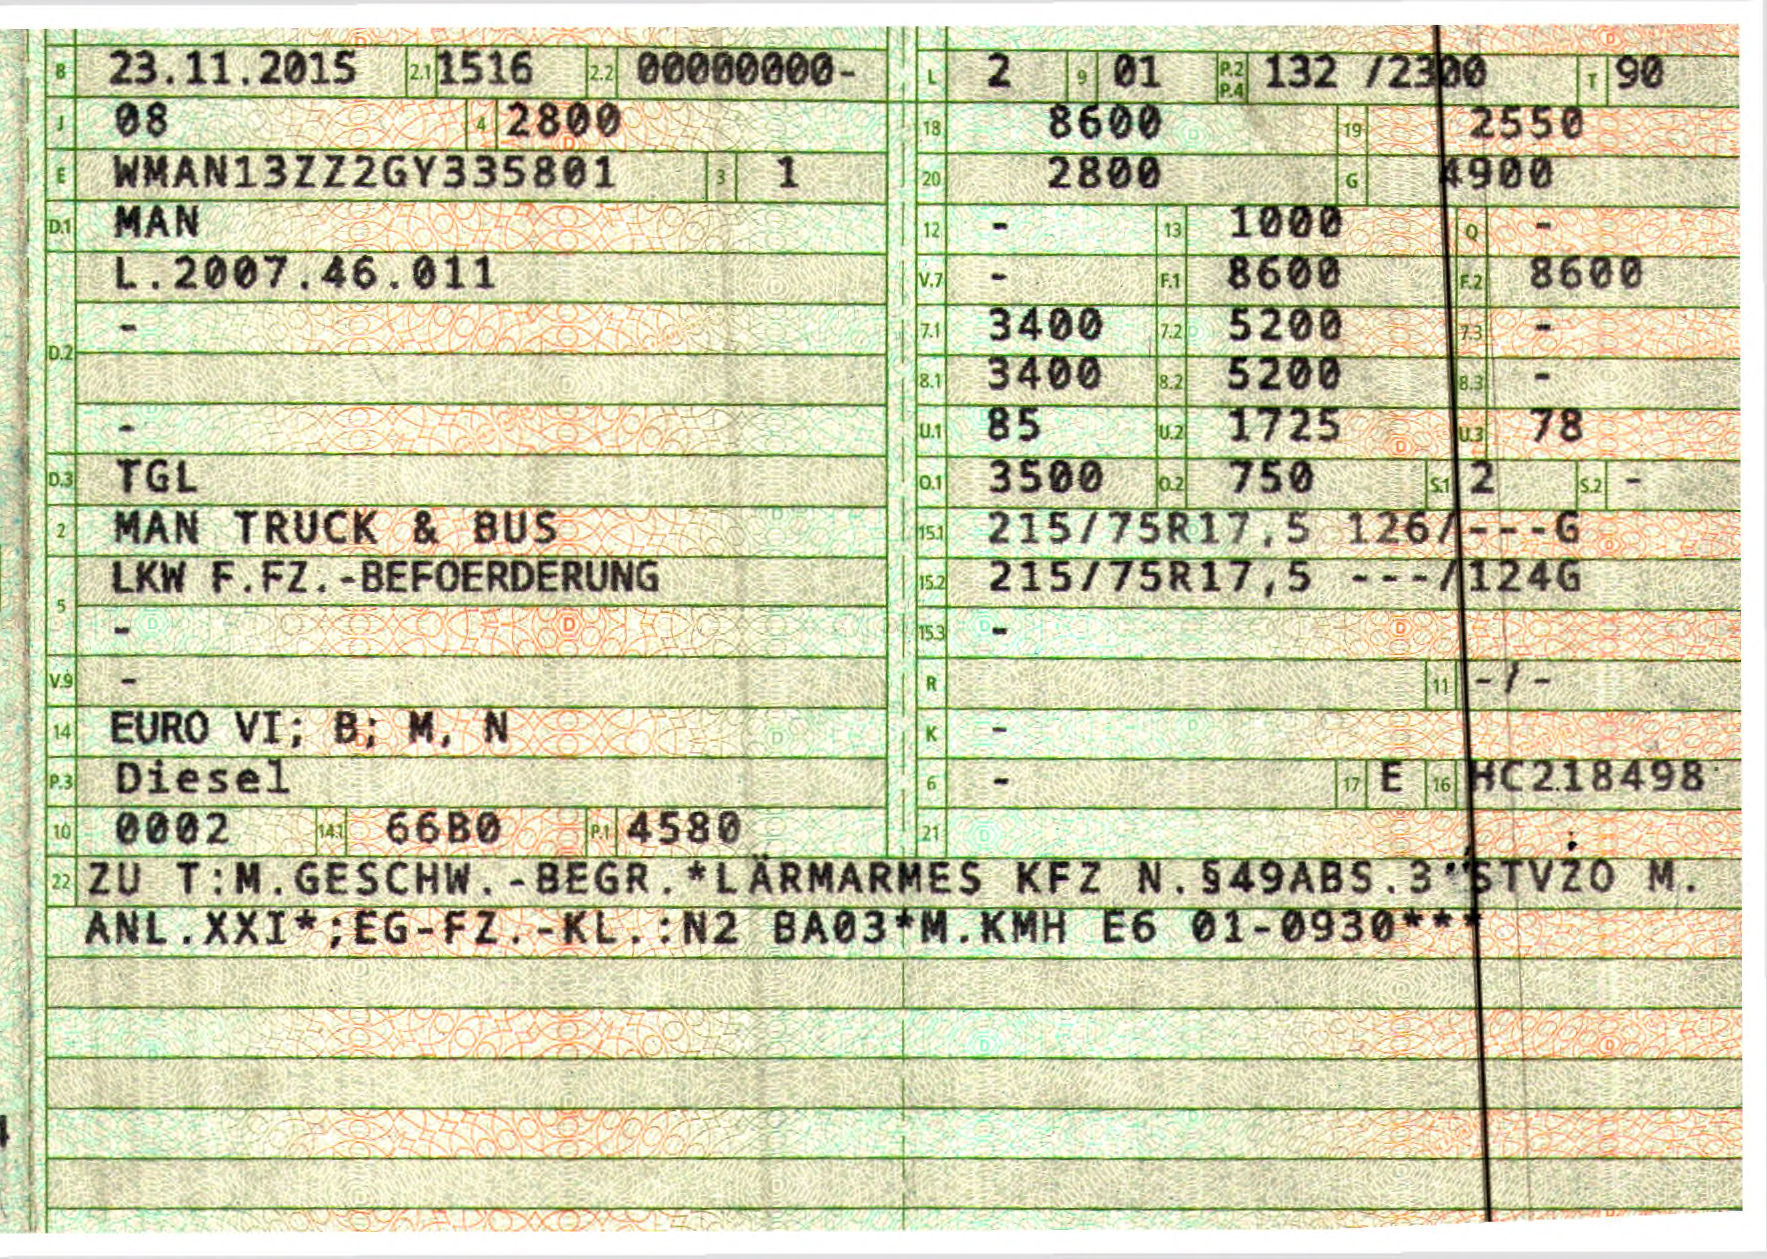 B 23.11.2015 2.1 1516 2.2 00000000-
J 08 4 2800
E WMAN13ZZ2GY335801 3 1
D.1 MAN
L.2007.46.011
-
D.2
-
D.3 TGL
2 MAN TRUCK & BUS
LKW F.FZ.-BEFOERDERUNG
5
-
V.9 -
14 EURO VI; B; M, N
P.3 Diesel
10 0002 14.1 66B0 P.1 4580
L 2 9 01 P.2 P.4 132 /2300 T 90
18 8600 19 2550
20 2800 G 4900
12 - 13 1000 Q -
V.7 - F.1 8600 F.2 8600
7.1 3400 7.2 5200 7.3 -
8.1 3400 8.2 5200 8.3 -
U.1 85 U.2 1725 U.3 78
O.1 3500 O.2 750 S.1 2 S.2 -
15.1 215/75R17,5 126/---G
15.2 215/75R17,5 ---/124G
15.3 -
R 11 -/-
K -
6 - 17 E 16 HC218498
21
22 ZU T:M.GESCHW.-BEGR.*LÄRMARMES KFZ N.§49ABS.3 STVZO M.
ANL.XXI*;EG-FZ.-KL.:N2 BA03*M.KMH E6 01-0930***